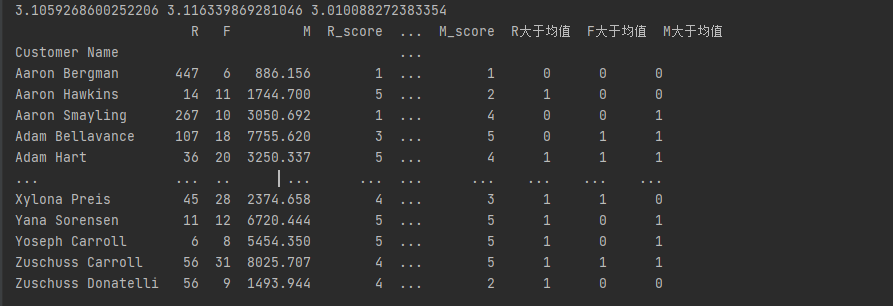 3.1059268600252206 3.116339869281046 3.010088272383354
R F M R_score ... M_score R大于均值 F大于均值 M大于均值
Customer Name ...
Aaron Bergman 447 6 886.156 1 ... 1 0 0 0
Aaron Hawkins 14 11 1744.700 5 ... 2 1 0 0
Aaron Smayling 267 10 3050.692 1 ... 4 0 0 1
Adam Bellavance 107 18 7755.620 3 ... 5 0 1 1
Adam Hart 36 20 3250.337 5 ... 4 1 1 1
... ... .. ... ... ... ... ... ... ...
Xylona Preis 45 28 2374.658 4 ... 3 1 1 0
Yana Sorensen 11 12 6720.444 5 ... 5 1 0 1
Yoseph Carroll 6 8 5454.350 5 ... 5 1 0 1
Zuschuss Carroll 56 31 8025.707 4 ... 5 1 1 1
Zuschuss Donatelli 56 9 1493.944 4 ... 2 1 0 0